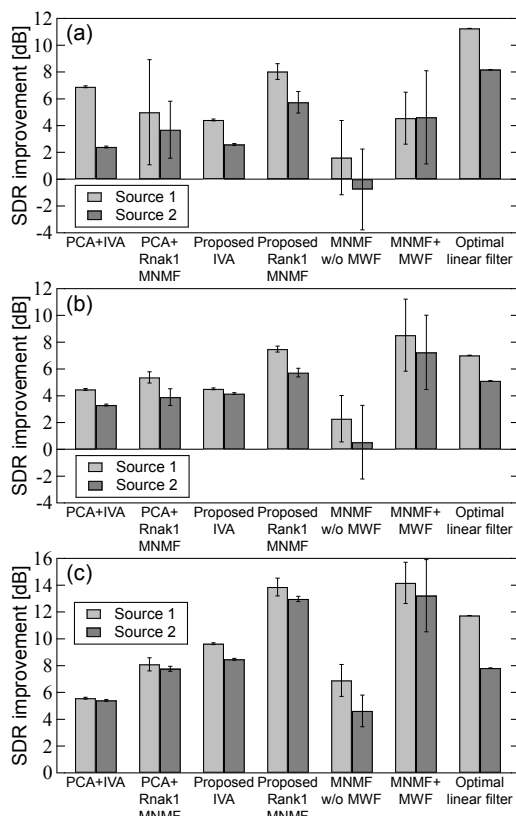 (a)
SDR improvement [dB]
12
10
8
6
4
2
0
-2
-4
Source 1
Source 2
PCA+IVA
PCA+
Rnak1
MNMF
Proposed
IVA
Proposed
Rank1
MNMF
MNMF
w/o MWF
MNMF+
MWF
Optimal
linear filter
(b)
SDR improvement [dB]
12
10
8
6
4
2
0
-2
-4
Source 1
Source 2
PCA+IVA
PCA+
Rnak1
MNMF
Proposed
IVA
Proposed
Rank1
MNMF
MNMF
w/o MWF
MNMF+
MWF
Optimal
linear filter
(c)
SDR improvement [dB]
16
14
12
10
8
6
4
2
0
Source 1
Source 2
PCA+IVA
PCA+
Rnak1
MNMF
Proposed
IVA
Proposed
Rank1
MNMF
MNMF
w/o MWF
MNMF+
MWF
Optimal
linear filter